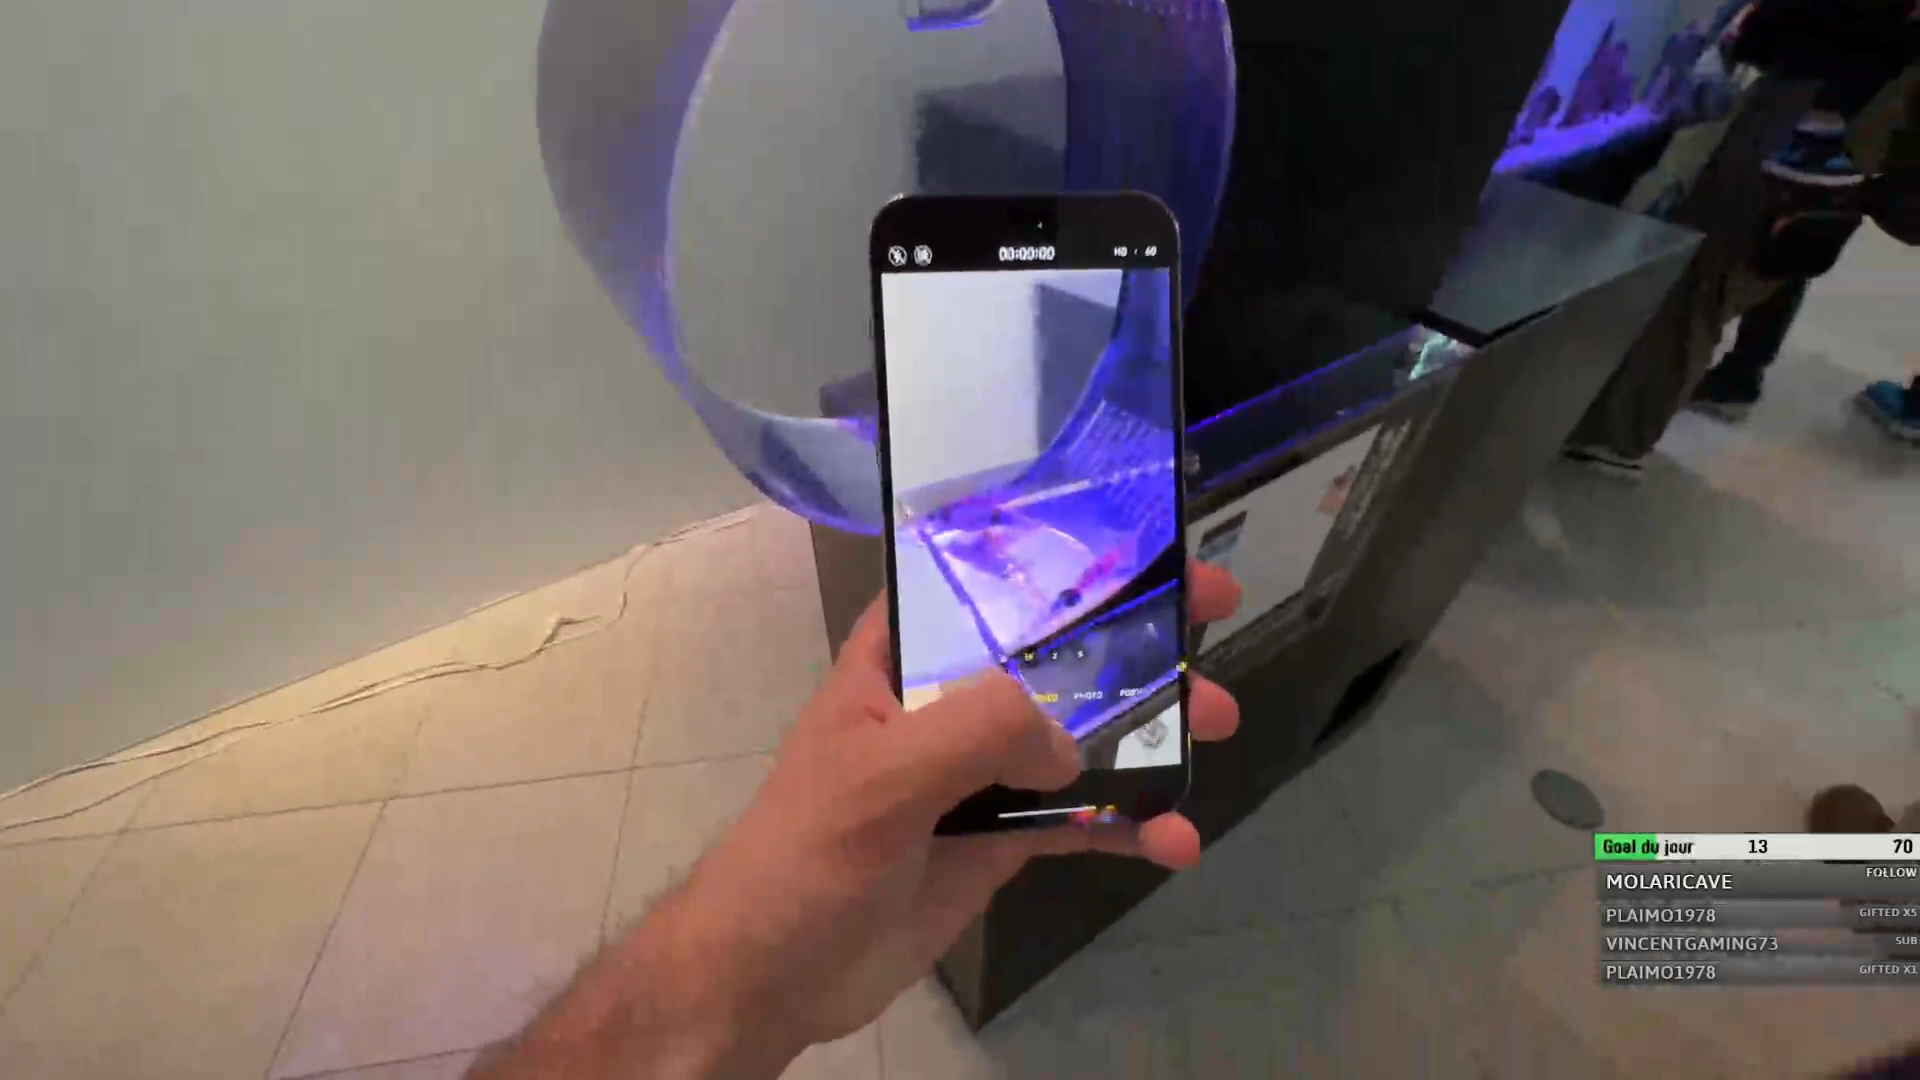 00:00:00
HD · 60
2
PHOTO
Goal du jour 13 70
MOLARICAVE FOLLOW
PLAIMO1978 GIFTED X5
VINCENTGAMING73 SUB
PLAIMO1978 GIFTED X1